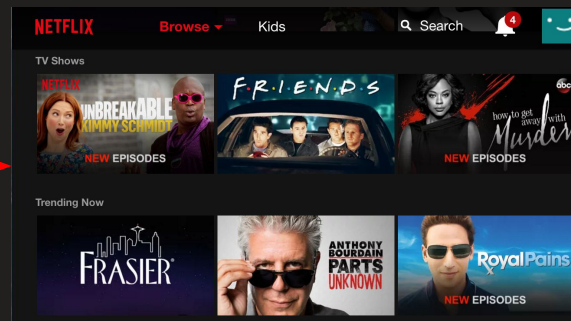 NETFLIX Browse Kids Search 4
TV Shows
NETFLIX
UNBREAKABLE
KIMMY SCHMIDT
NEW EPISODES
F·R·I·E·N·D·S
abc
how to get
away with
Murder
NEW EPISODES
Trending Now
FRASIER
ANTHONY
BOURDAIN
PARTS
UNKNOWN
RoyalPains
NEW EPISODES